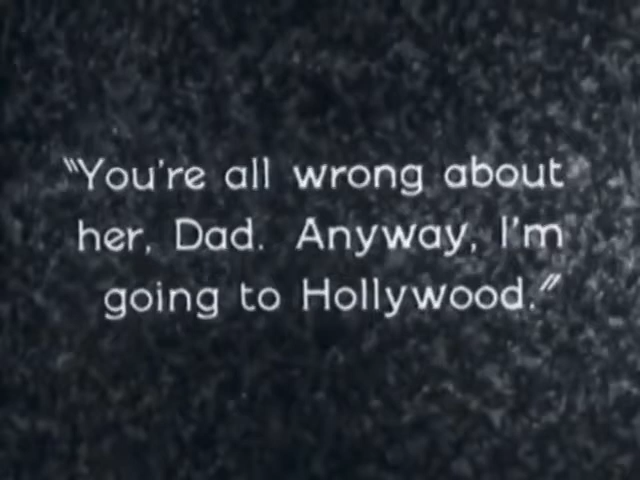 "You're all wrong about
her, Dad. Anyway, I'm
going to Hollywood."